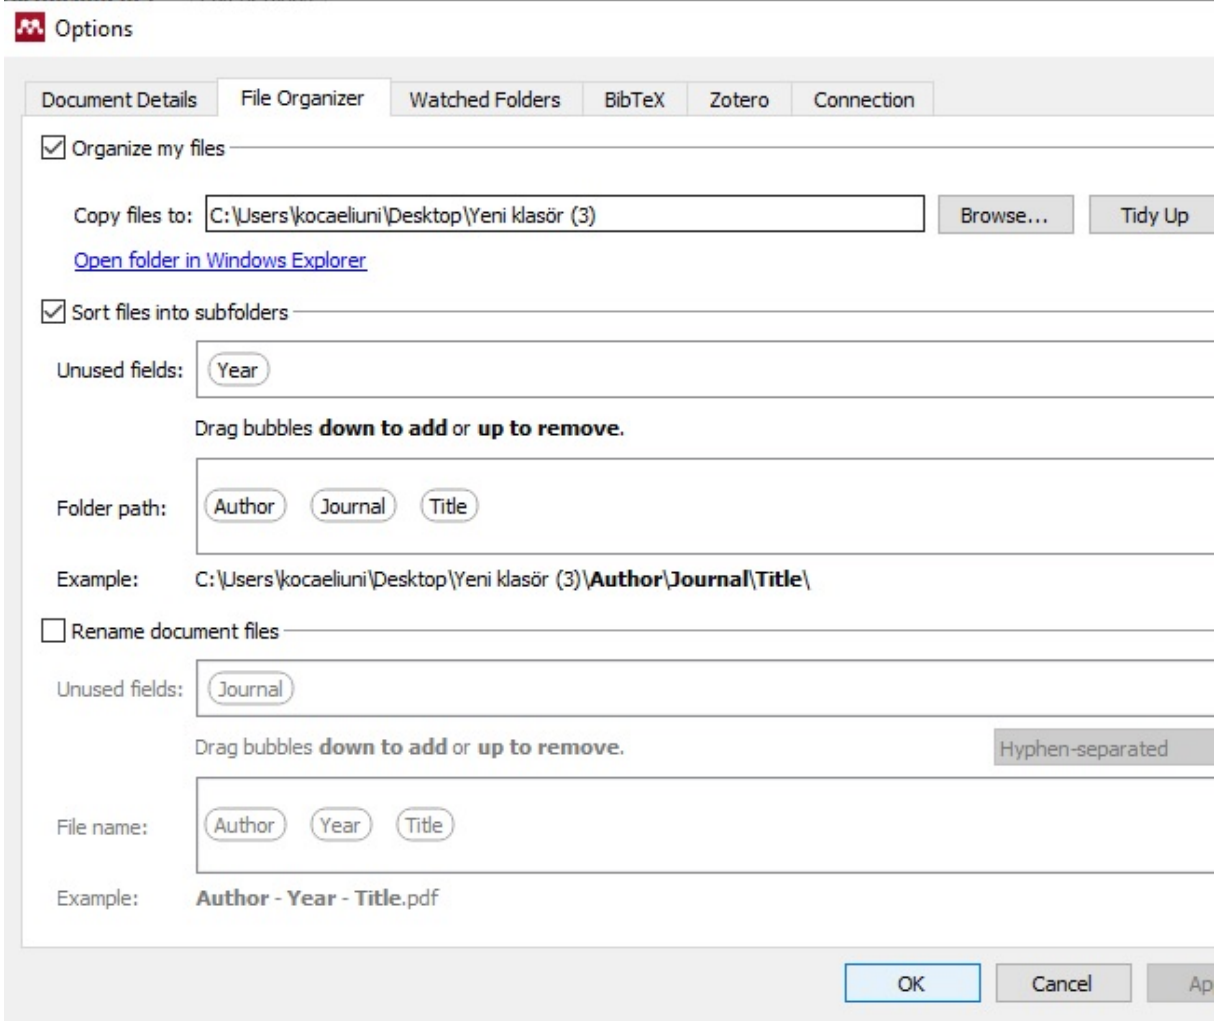 Options
Document Details File Organizer Watched Folders BibTeX Zotero Connection
Organize my files
Copy files to: C:\Users\kocaeliuni\Desktop\Yeni klasör (3) Browse... Tidy Up
Open folder in Windows Explorer
Sort files into subfolders
Unused fields: Year
Drag bubbles down to add or up to remove.
Folder path: Author Journal Title
Example: C:\Users\kocaeliuni\Desktop\Yeni klasör (3)\Author\Journal\Title\
Rename document files
Unused fields: Journal
Drag bubbles down to add or up to remove. Hyphen-separated
File name: Author Year Title
Example: Author - Year - Title.pdf
OK Cancel Ap